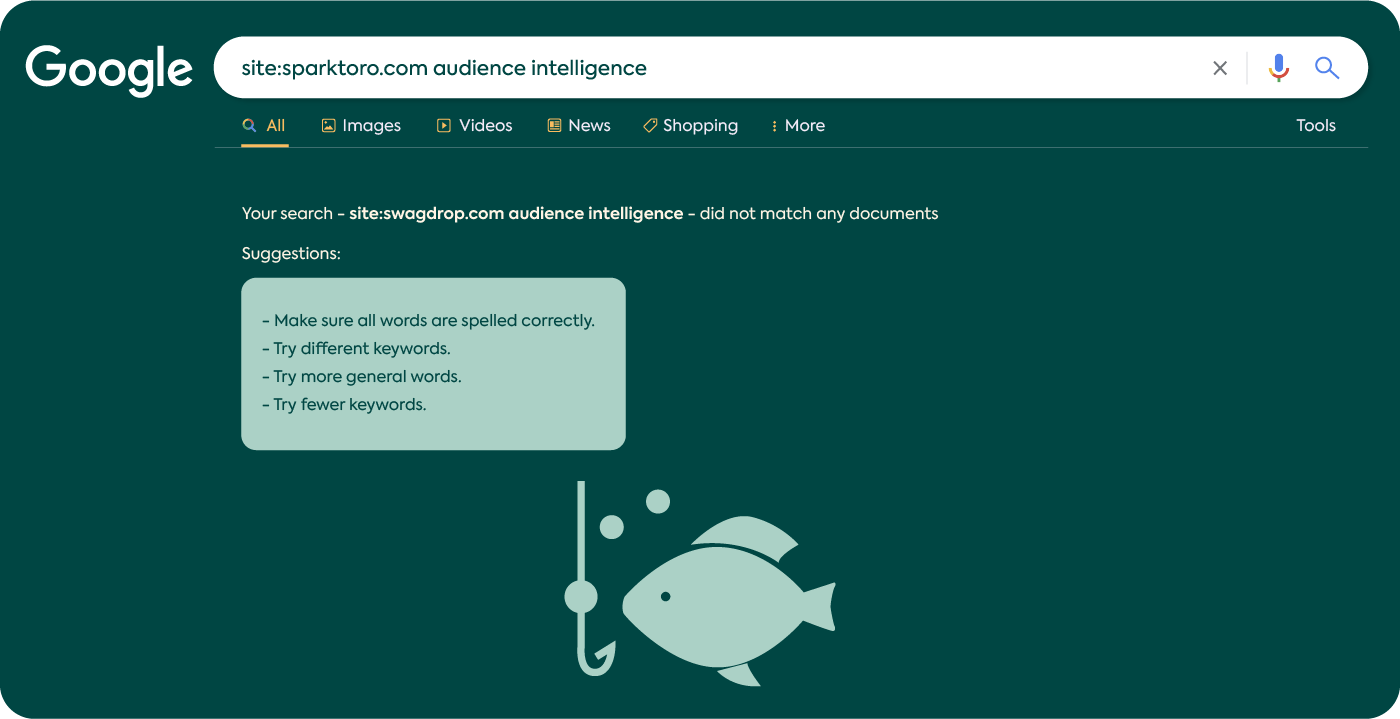 Google
site:sparktoro.com audience intelligence
All Images Videos News Shopping More Tools
Your search - site:swagdrop.com audience intelligence - did not match any documents
Suggestions:
- Make sure all words are spelled correctly.
- Try different keywords.
- Try more general words.
- Try fewer keywords.